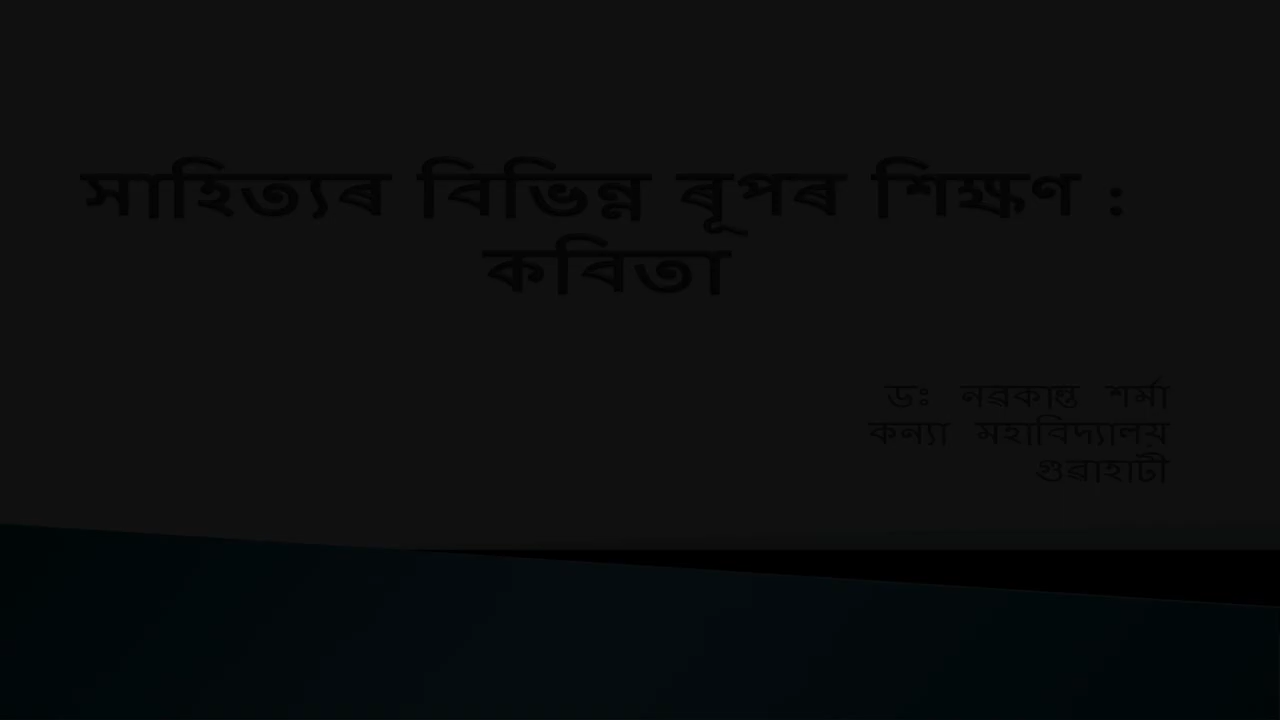 সাহিত্যৰ বিভিন্ন ৰূপৰ শিক্ষণ :
কবিতা
ডঃ নৱকান্ত শৰ্মা
কন্যা মহাবিদ্যালয়
গুৱাহাটী